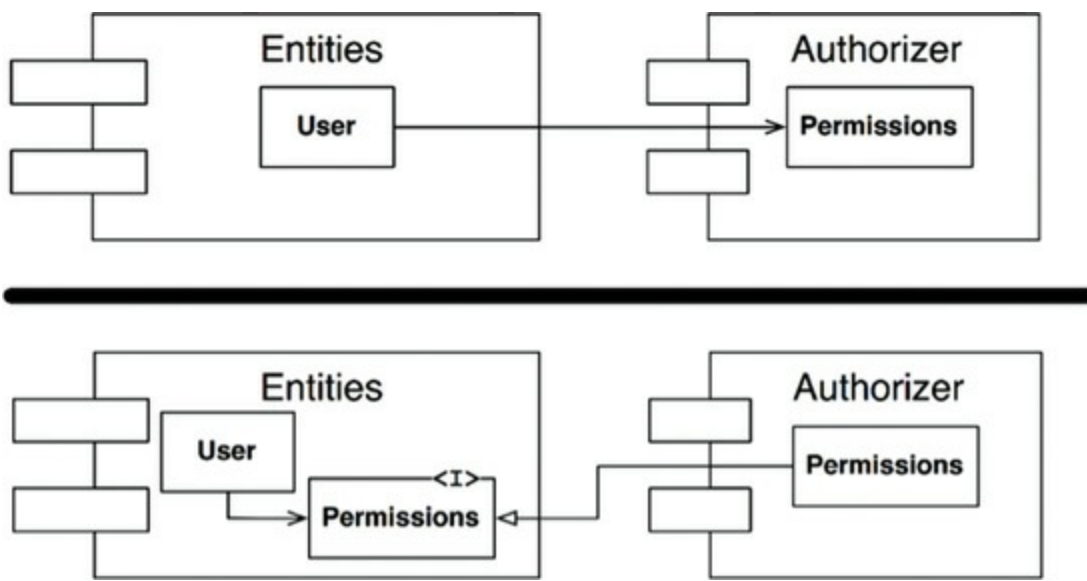 Entities
Authorizer
User
Permissions
Entities
Authorizer
User
Permissions
<I>
Permissions